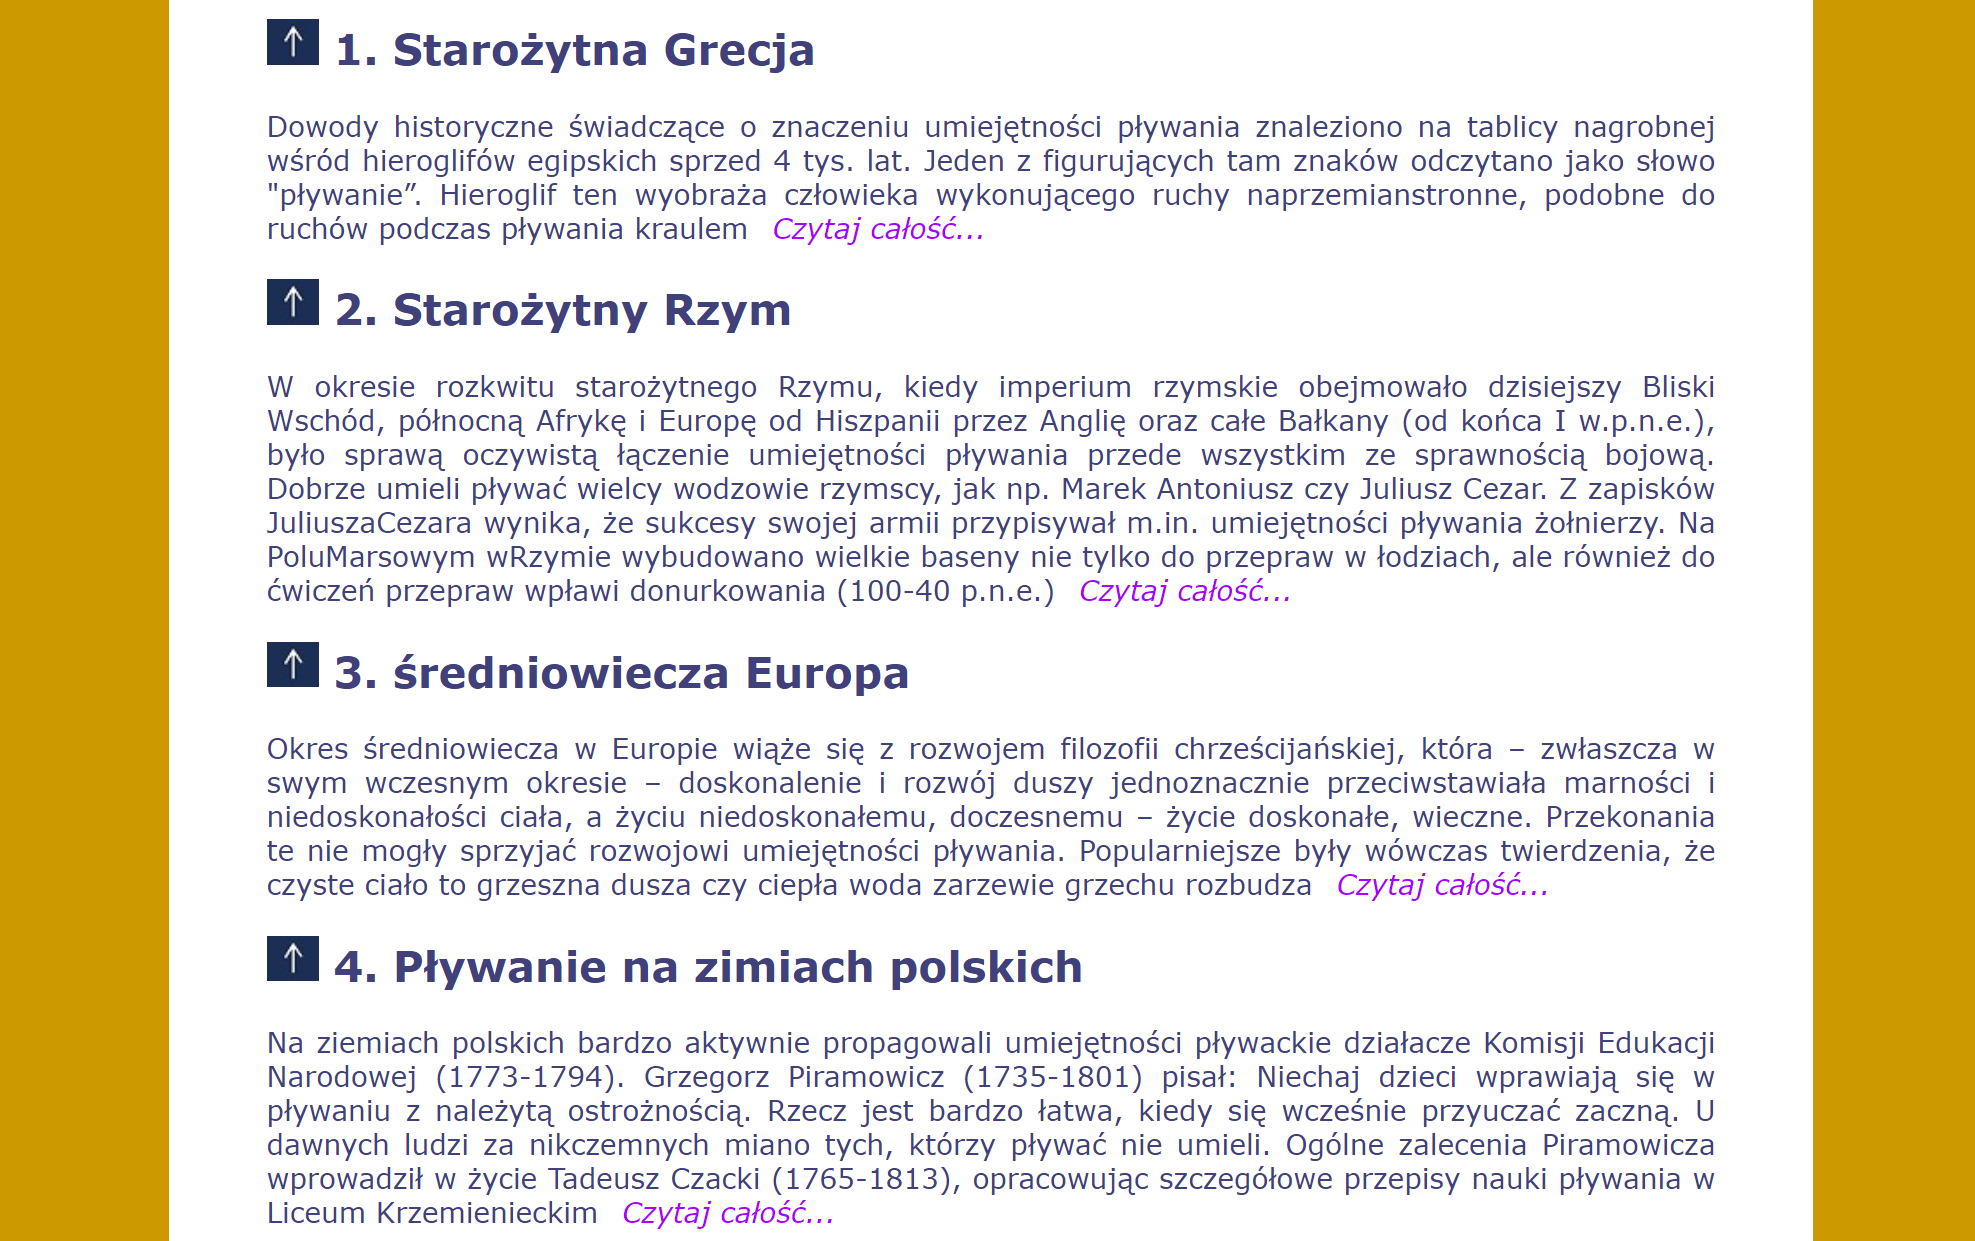 1. Starożytna Grecja
Dowody historyczne świadczące o znaczeniu umiejętności pływania znaleziono na tablicy nagrobnej
wśród hieroglifów egipskich sprzed 4 tys. lat. Jeden z figurujących tam znaków odczytano jako słowo
"pływanie”. Hieroglif ten wyobraża człowieka wykonującego ruchy naprzemianstronne, podobne do
ruchów podczas pływania kraulem Czytaj całość...
2. Starożytny Rzym
W okresie rozkwitu starożytnego Rzymu, kiedy imperium rzymskie obejmowało dzisiejszy Bliski
Wschód, północną Afrykę i Europę od Hiszpanii przez Anglię oraz całe Bałkany (od końca I w.p.n.e.),
było sprawą oczywistą łączenie umiejętności pływania przede wszystkim ze sprawnością bojową.
Dobrze umieli pływać wielcy wodzowie rzymscy, jak np. Marek Antoniusz czy Juliusz Cezar. Z zapisków
JuliuszaCezara wynika, że sukcesy swojej armii przypisywał m.in. umiejętności pływania żołnierzy. Na
PoluMarsowym wRzymie wybudowano wielkie baseny nie tylko do przepraw w łodziach, ale również do
ćwiczeń przepraw wpławi donurkowania (100-40 p.n.e.) Czytaj całość...
3. średniowiecza Europa
Okres średniowiecza w Europie wiąże się z rozwojem filozofii chrześcijańskiej, która – zwłaszcza w
swym wczesnym okresie – doskonalenie i rozwój duszy jednoznacznie przeciwstawiała marności i
niedoskonałości ciała, a życiu niedoskonałemu, doczesnemu – życie doskonałe, wieczne. Przekonania
te nie mogły sprzyjać rozwojowi umiejętności pływania. Popularniejsze były wówczas twierdzenia, że
czyste ciało to grzeszna dusza czy ciepła woda zarzewie grzechu rozbudza Czytaj całość...
4. Pływanie na zimiach polskich
Na ziemiach polskich bardzo aktywnie propagowali umiejętności pływackie działacze Komisji Edukacji
Narodowej (1773-1794). Grzegorz Piramowicz (1735-1801) pisał: Niechaj dzieci wprawiają się w
pływaniu z należytą ostrożnością. Rzecz jest bardzo łatwa, kiedy się wcześnie przyuczać zaczną. U
dawnych ludzi za nikczemnych miano tych, którzy pływać nie umieli. Ogólne zalecenia Piramowicza
wprowadził w życie Tadeusz Czacki (1765-1813), opracowując szczegółowe przepisy nauki pływania w
Liceum Krzemienieckim Czytaj całość...